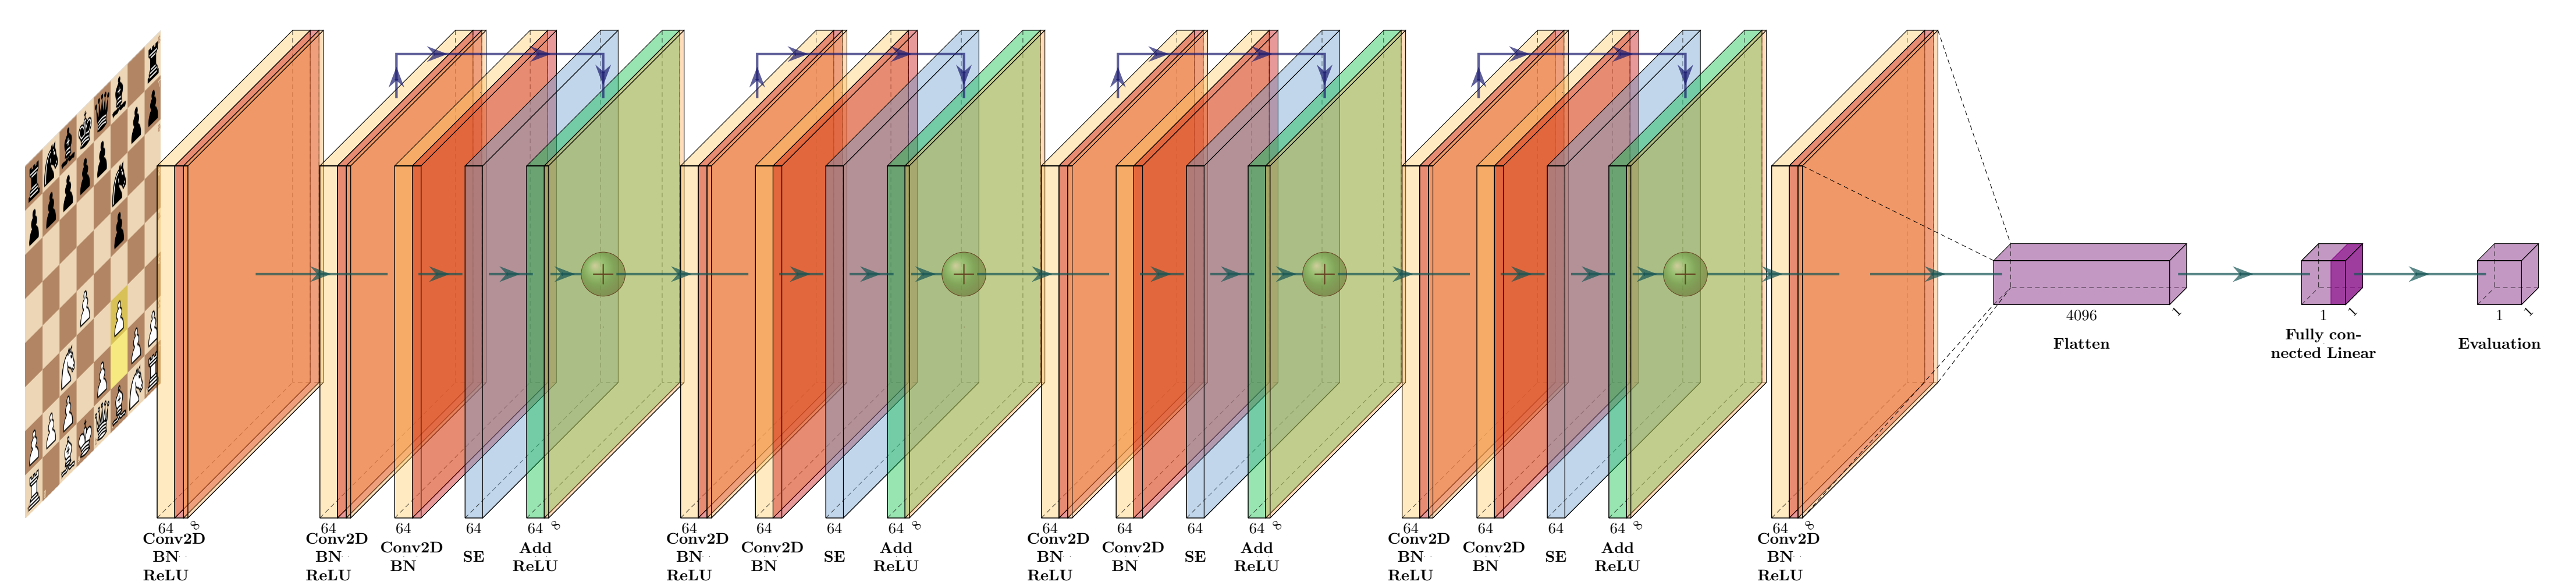 64 8
Conv2D
BN
ReLU
64
Conv2D
BN
ReLU
64
Conv2D
BN
64
SE
64 8
Add
ReLU
64
Conv2D
BN
ReLU
64
Conv2D
BN
64
SE
64 8
Add
ReLU
64
Conv2D
BN
ReLU
64
Conv2D
BN
64
SE
64 8
Add
ReLU
64
Conv2D
BN
ReLU
64
Conv2D
BN
64
SE
64 8
Add
ReLU
64 8
Conv2D
BN
ReLU
4096 1
Flatten
1 1
Fully con-
nected Linear
1 1
Evaluation